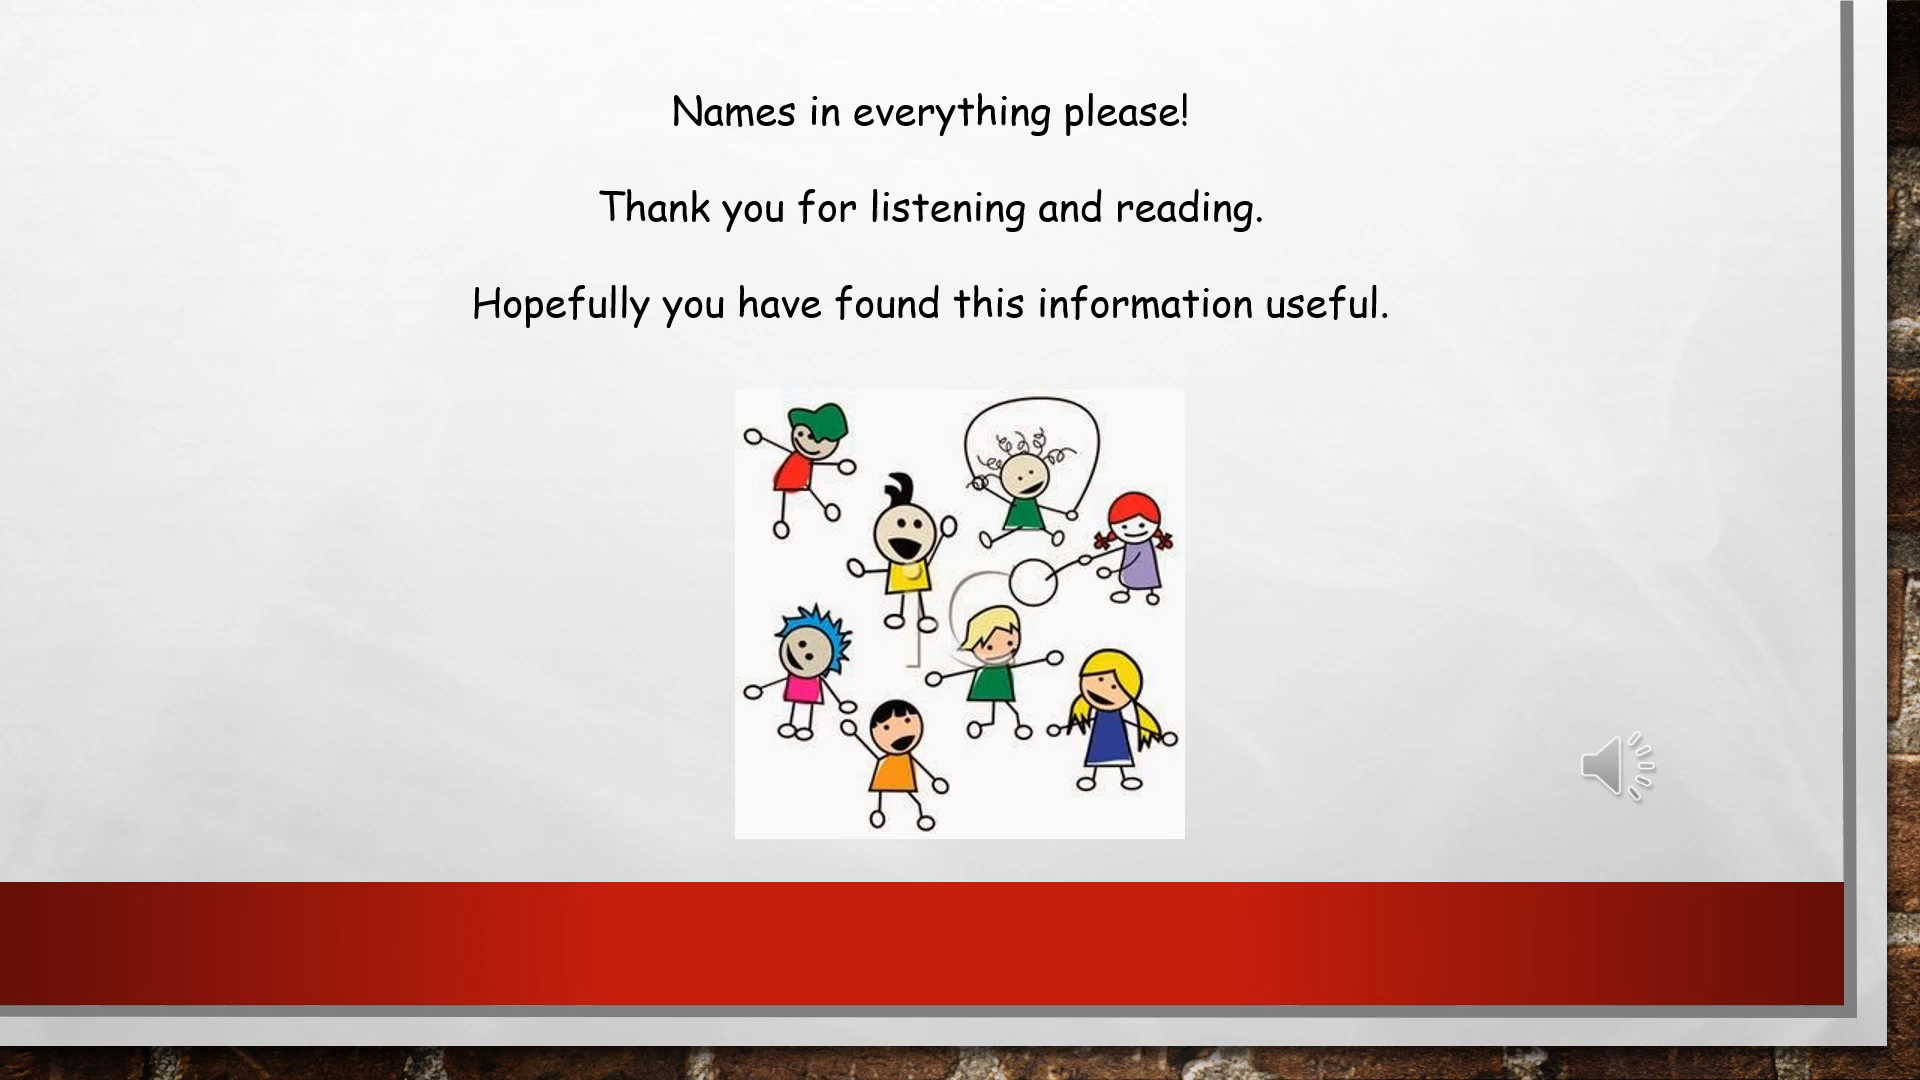 Names in everything please!
Thank you for listening and reading.
Hopefully you have found this information useful.